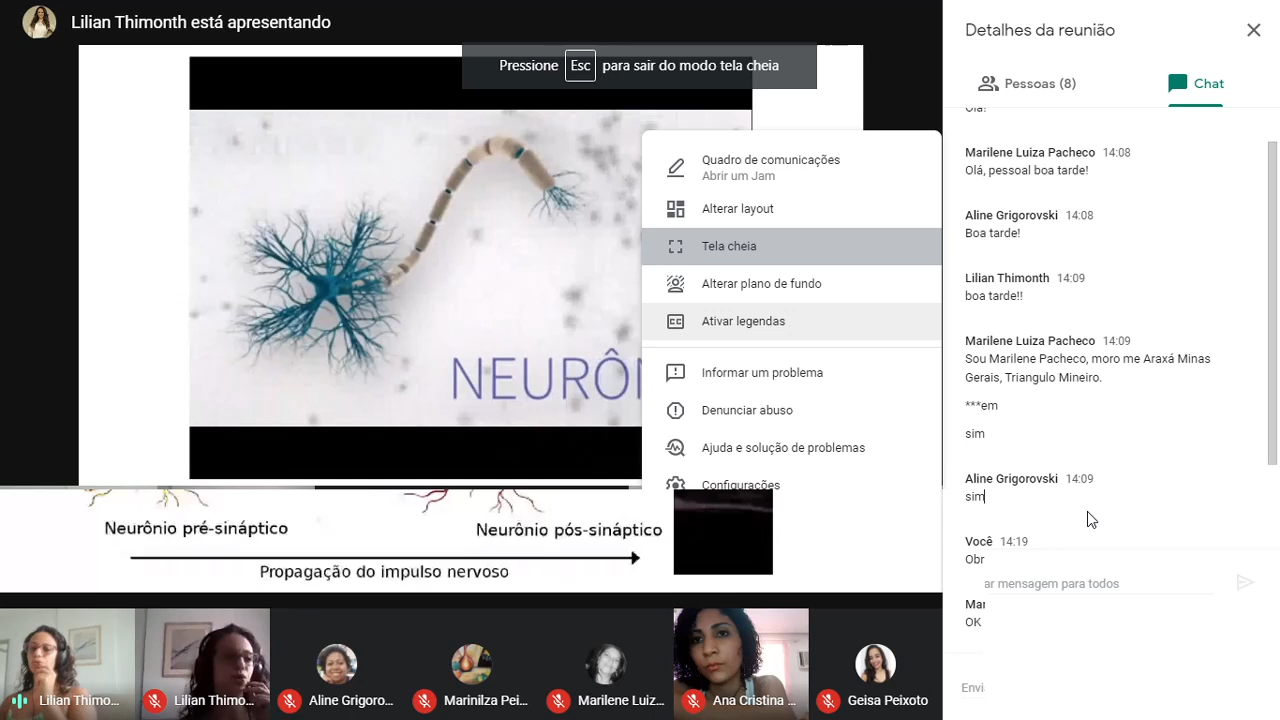 Lilian Thimonth está apresentando
Pressione Esc para sair do modo tela cheia
NEURÔN
Quadro de comunicações
Abrir um Jam
Alterar layout
Tela cheia
Alterar plano de fundo
Ativar legendas
Informar um problema
Denunciar abuso
Ajuda e solução de problemas
Configurações
Neurônio pré-sináptico
Neurônio pós-sináptico
Propagação do impulso nervoso
Lilian Thimo...
Lilian Thimo...
Aline Grigoro...
Marinilza Pei...
Marilene Luiz...
Ana Cristina ...
Geisa Peixoto
Detalhes da reunião
Pessoas (8)
Chat
Olá!
Marilene Luiza Pacheco 14:08
Olá, pessoal boa tarde!
Aline Grigorovski 14:08
Boa tarde!
Lilian Thimonth 14:09
boa tarde!!
Marilene Luiza Pacheco 14:09
Sou Marilene Pacheco, moro me Araxá Minas
Gerais, Triangulo Mineiro.
***em
sim
Aline Grigorovski 14:09
sim
Você 14:19
Obr
ar mensagem para todos
Mar
OK
Envi